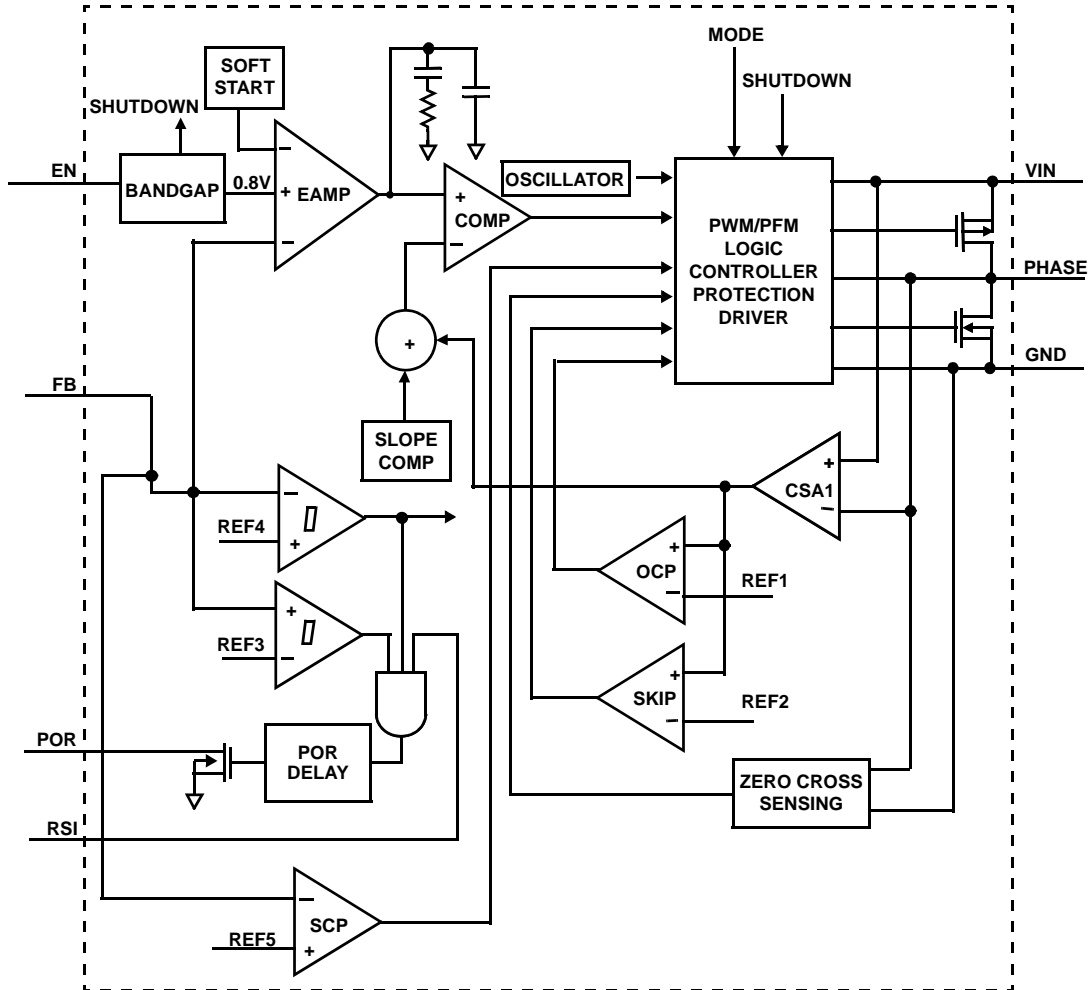 MODE
SOFT
START
SHUTDOWN
SHUTDOWN
EN
BANDGAP
0.8V
−
+
−
EAMP
+
−
COMP
OSCILLATOR
PWM/PFM
LOGIC
CONTROLLER
PROTECTION
DRIVER
VIN
PHASE
GND
+
FB
SLOPE
COMP
+
−
CSA1
−
+
REF4
+
−
OCP
REF1
+
−
REF3
+
−
SKIP
REF2
POR
POR
DELAY
ZERO CROSS
SENSING
RSI
−
+
SCP
REF5